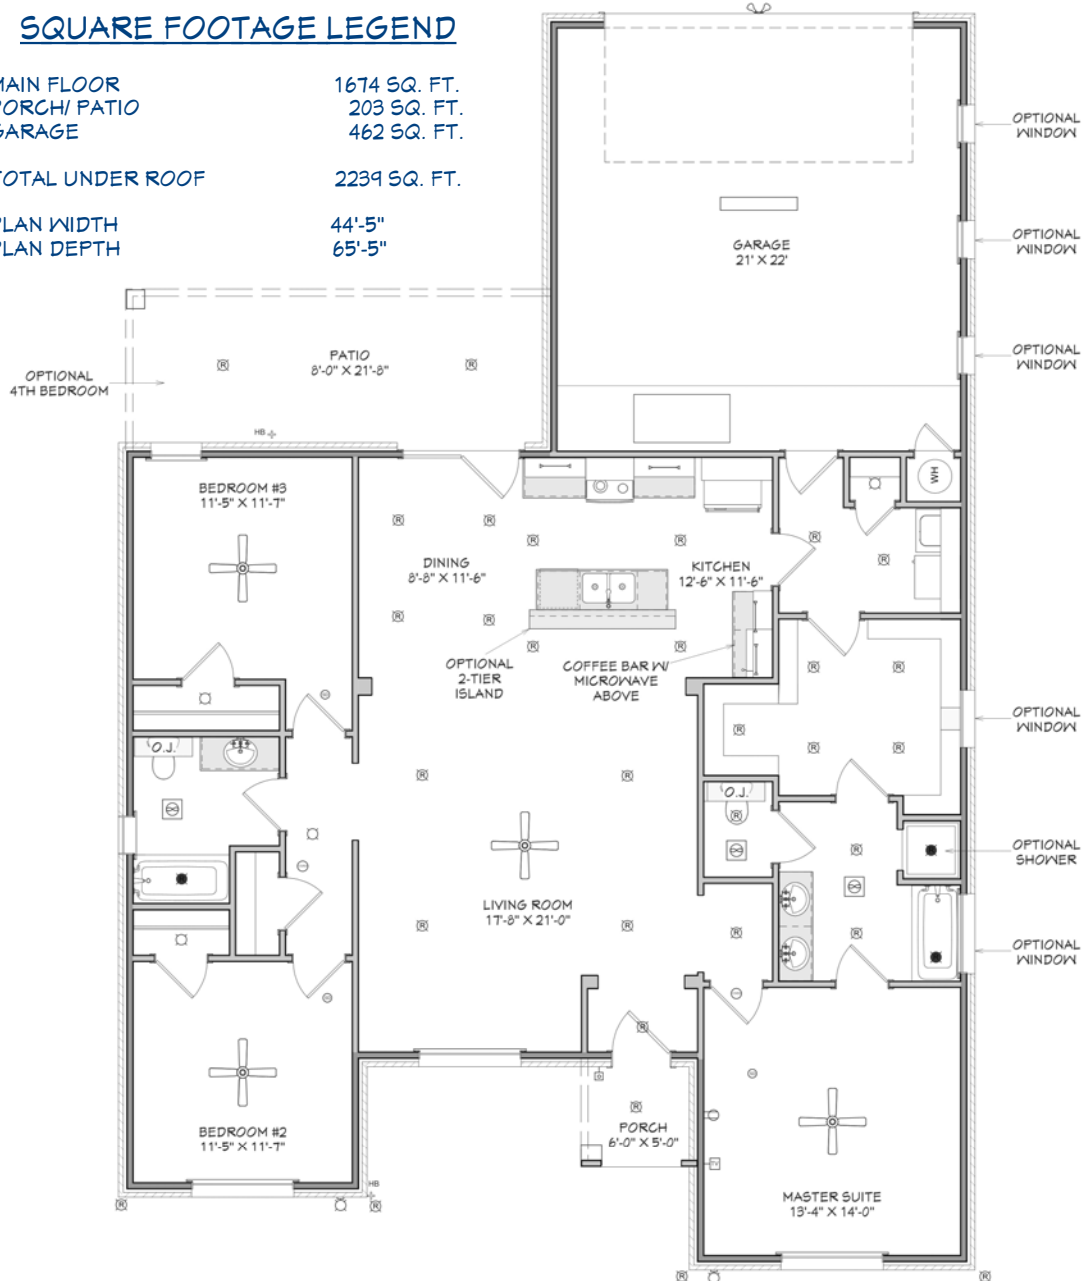 SQUARE FOOTAGE LEGEND
MAIN FLOOR 1674 SQ. FT.
PORCH/ PATIO 203 SQ. FT.
GARAGE 462 SQ. FT.
TOTAL UNDER ROOF 2239 SQ. FT.
PLAN WIDTH 44'-5"
PLAN DEPTH 65'-5"
OPTIONAL
WINDOW
OPTIONAL
WINDOW
GARAGE
21' X 22'
OPTIONAL
WINDOW
PATIO
8'-0" X 21'-8"
R
R
OPTIONAL
4TH BEDROOM
HB
BEDROOM #3
11'-5" X 11'-7"
WH
R
R
R
R
R
R
DINING
8'-8" X 11'-6"
KITCHEN
12'-6" X 11'-6"
R
R
R
R
OPTIONAL
2-TIER
ISLAND
COFFEE BAR W/
MICROWAVE
ABOVE
R
R
R
R
R
OPTIONAL
WINDOW
O.J.
R
R
O.J.
R
R
OPTIONAL
SHOWER
LIVING ROOM
17'-8" X 21'-0"
R
R
R
R
OPTIONAL
WINDOW
R
R
PORCH
6'-0" X 5'-0"
BEDROOM #2
11'-5" X 11'-7"
TV
HB
R
R
MASTER SUITE
13'-4" X 14'-0"
R
R